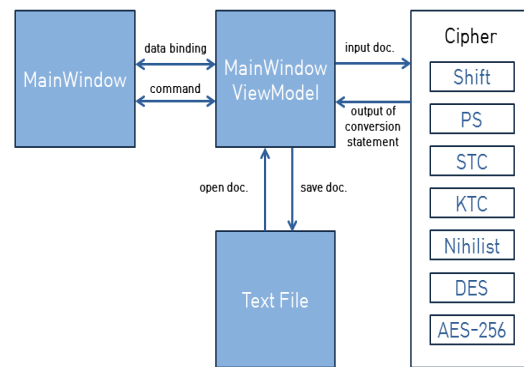 MainWindow
data binding
command
MainWindow
ViewModel
input doc.
output of
conversion
statement
open doc.
save doc.
Text File
Cipher
Shift
PS
STC
KTC
Nihilist
DES
AES-256